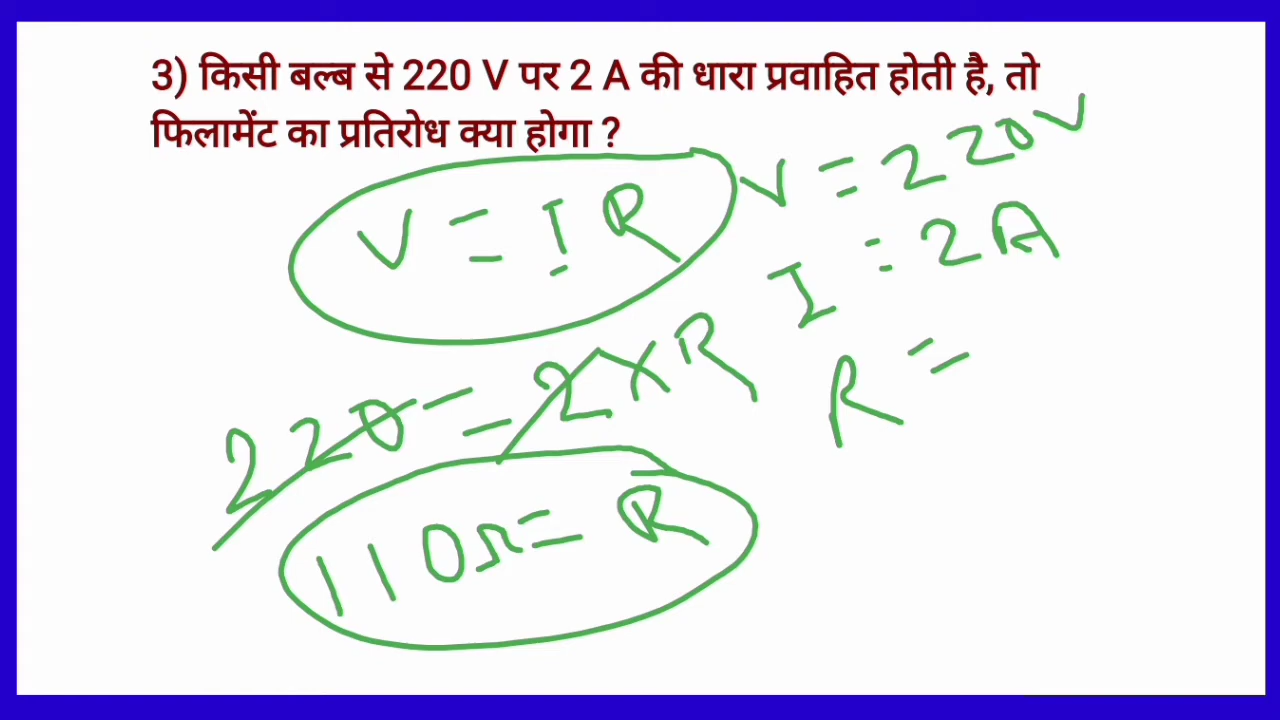 3) किसी बल्ब से 220 V पर 2 A की धारा प्रवाहित होती है, तो
फिलामेंट का प्रतिरोध क्या होगा ?
V = IR
V = 220V
I = 2A
R =
220 = 2 x R
110Ω = R